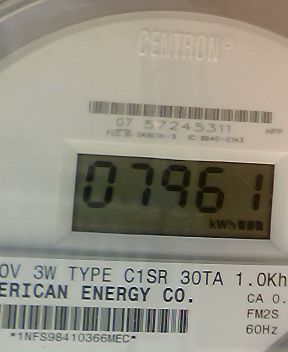 CENTRON®
07 57245311
HPP
07961
kWh
0V 3W TYPE C1SR 30TA 1.0Kh
ERICAN ENERGY CO.
CA 0.
FM2S
60Hz
*1NFS98410366MEC*